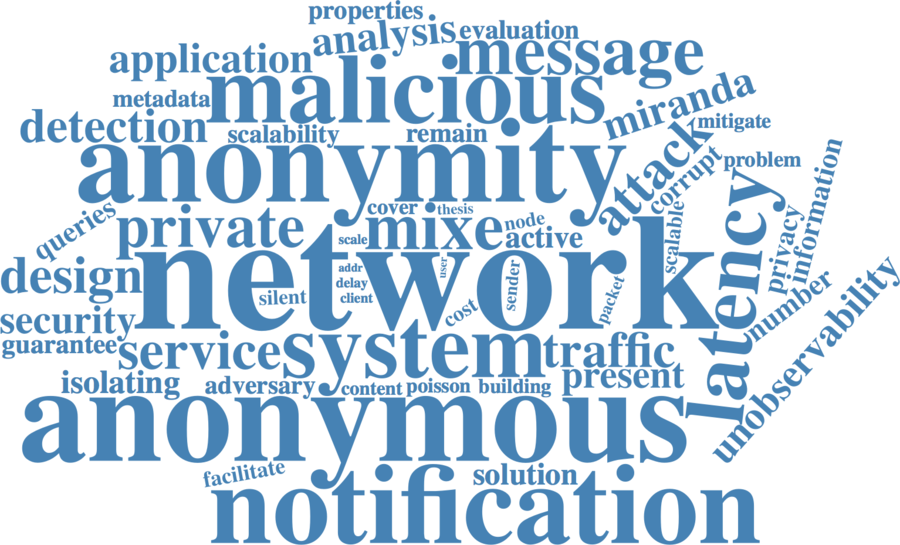 properties
analysis
evaluation
application
message
malicious
metadata
miranda
detection
scalability
remain
mitigate
anonymity
attack
corrupt
problem
cover
thesis
queries
private
mixe
node
active
scale
network
scalable
latency
privacy
information
design
addr
delay
client
user
silent
sender
cost
packet
number
security
guarantee
service
system
traffic
unobservability
isolating
adversary
content
poisson
building
present
anonymous
facilitate
solution
notification